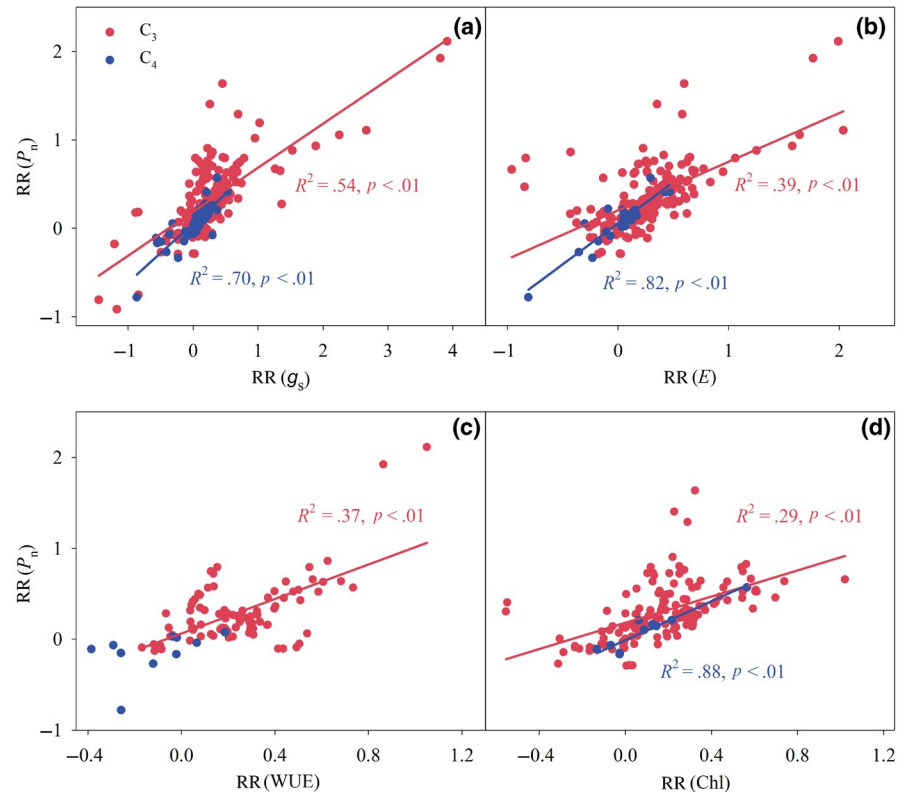 (a)
C₃
C₄
2
1
0
−1
RR (Pₙ)
R² = .54, p < .01
R² = .70, p < .01
−1 0 1 2 3 4
RR (gₛ)
(b)
R² = .39, p < .01
R² = .82, p < .01
−1 0 1 2
RR (E)
(c)
2
1
0
−1
RR (Pₙ)
R² = .37, p < .01
−0.4 0.0 0.4 0.8 1.2
RR (WUE)
(d)
R² = .29, p < .01
R² = .88, p < .01
−0.4 0.0 0.4 0.8 1.2
RR (Chl)